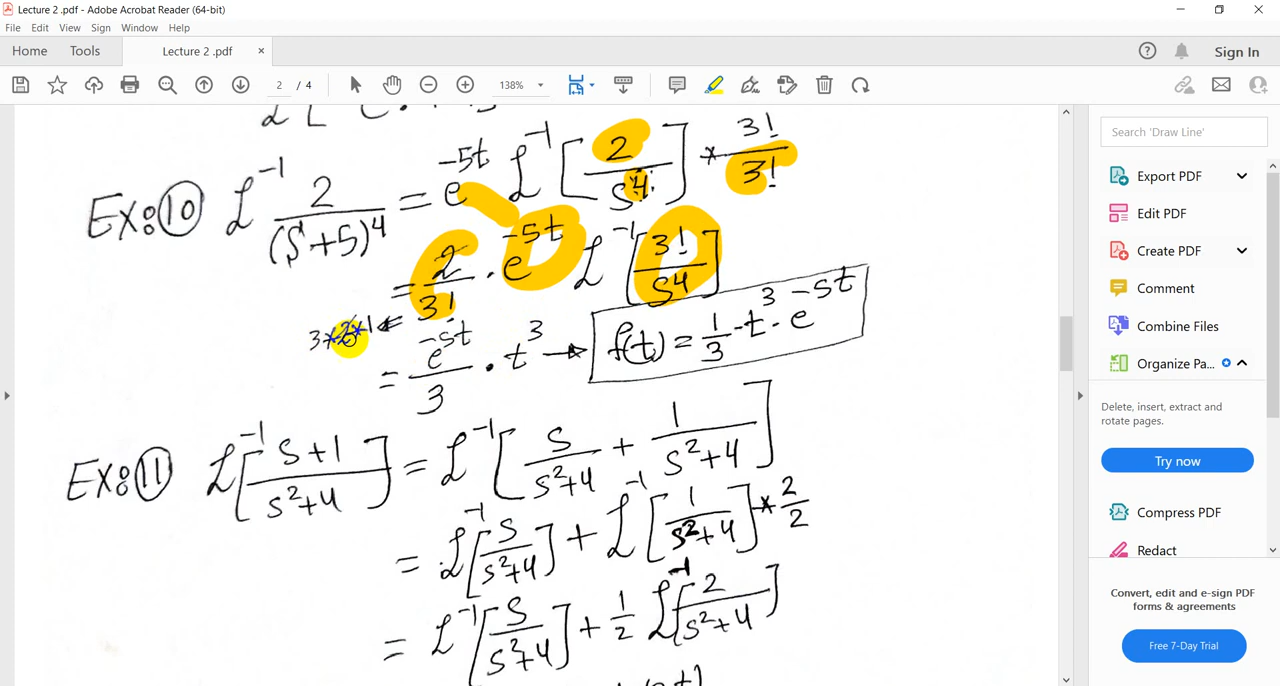 Lecture 2 .pdf - Adobe Acrobat Reader (64-bit)
File Edit View Sign Window Help
Home Tools Lecture 2 .pdf × Sign In
2 / 4 138%
Search 'Draw Line'
Export PDF
Edit PDF
Create PDF
Comment
Combine Files
Organize Pa...
Delete, insert, extract and
rotate pages.
Try now
Compress PDF
Redact
Convert, edit and e-sign PDF
forms & agreements
Free 7-Day Trial
Ex:⑩ ℒ⁻¹ 2/(S+5)⁴ = e^-5t ℒ⁻¹ [2/S⁴] * 3!/3!
= 2/3! · e^-5t ℒ⁻¹ [3!/S⁴]
3*2*1 ←
= e^-5t/3 · t³ → f(t) = 1/3 · t³ · e^-5t
Ex:⑪ ℒ⁻¹[S+1/S²+4] = ℒ⁻¹[S/S²+4 + 1/S²+4]
= ℒ⁻¹[S/S²+4] + ℒ⁻¹[1/S²+4] * 2/2
= ℒ⁻¹[S/S²+4] + 1/2 ℒ⁻¹[2/S²+4]